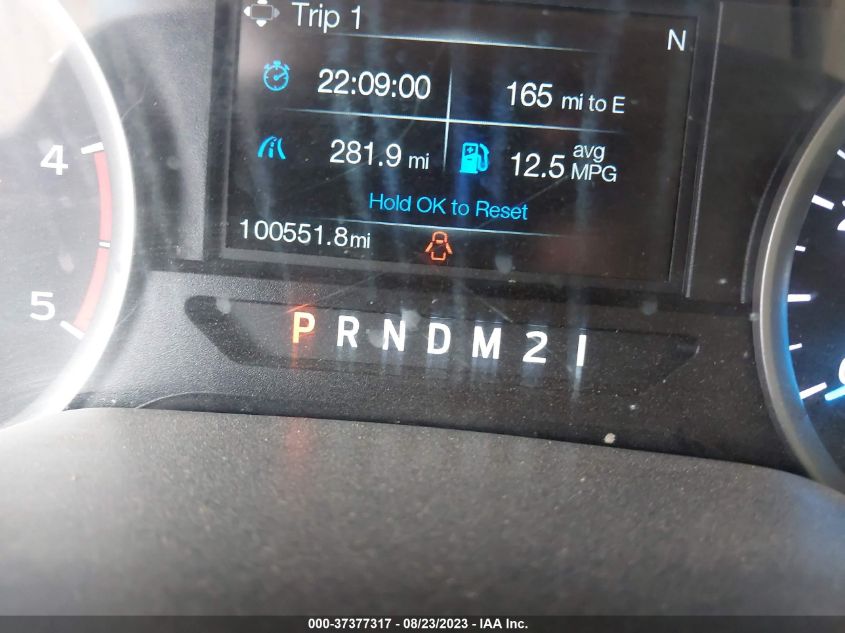 Trip 1
N
22:09:00 165 mi to E
281.9 mi 12.5 avg MPG
Hold OK to Reset
100551.8mi
4
5
P R N D M 2 1
000-37377317 - 08/23/2023 - IAA Inc.